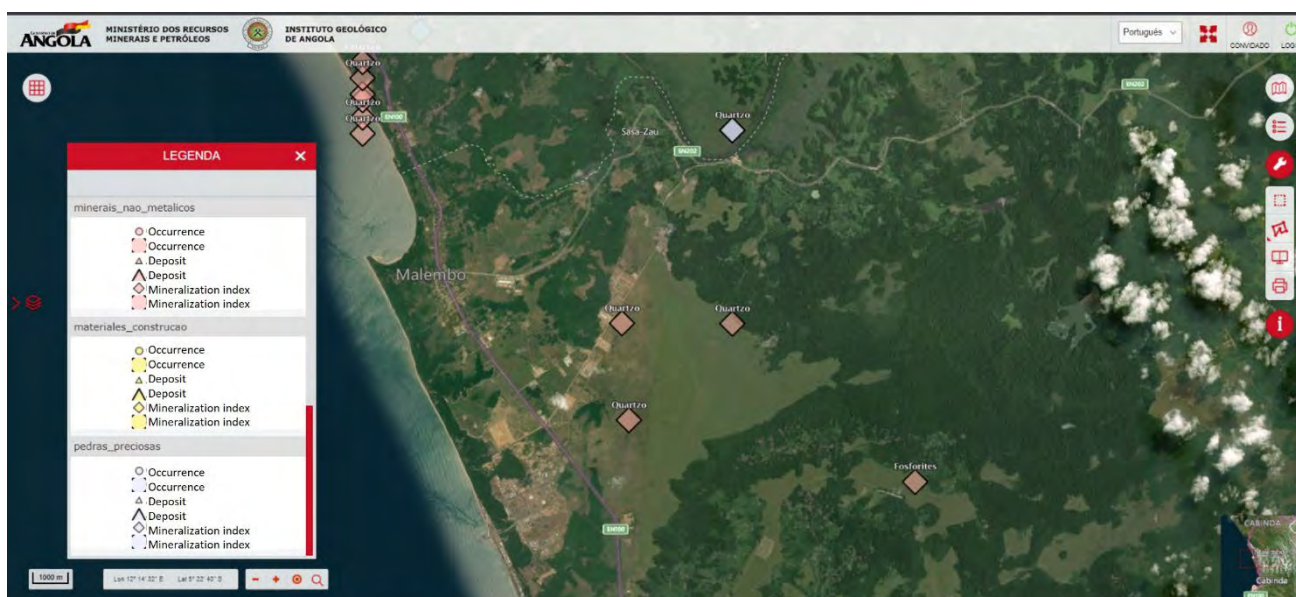 ANGOLA
MINISTÉRIO DOS RECURSOS
MINERAIS E PETRÓLEOS
INSTITUTO GEOLÓGICO
DE ANGOLA
Português
CONVIDADO
Quartzo
Quartzo
Quartzo
EN100
Sasa-Zau
EN202
Quartzo
EN202
LEGENDA
minerais_nao_metalicos
Occurrence
Occurrence
Deposit
Deposit
Mineralization index
Mineralization index
materiales_construcao
Occurrence
Occurrence
Deposit
Deposit
Mineralization index
Mineralization index
pedras_preciosas
Occurrence
Occurrence
Deposit
Deposit
Mineralization index
Mineralization index
Malembo
Quartzo
Quartzo
Quartzo
Fosforites
EN100
CABINDA
Cabinda
1000 m